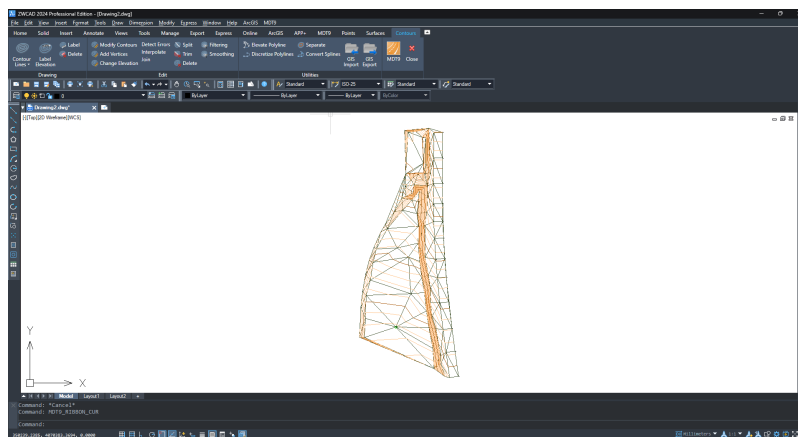 ZWCAD 2024 Professional Edition - [Drawing2.dwg]
File Edit View Insert Format Tools Draw Dimension Modify Express Window Help ArcGIS MDT9
Home Solid Insert Annotate Views Tools Manage Export Express Online ArcGIS APP+ MDT9 Points Surfaces Contours
Contour Lines Label Elevation Label Delete
Modify Contours Add Vertices Change Elevation Detect Errors Interpolate Join Split Trim Delete Filtering Smoothing
Elevate Polyline Discretize Polylines Separate Convert Splines GIS Import GIS Export MDT9 Close
Drawing Edit Utilities
Standard ISO-25 Standard Standard
0 ByLayer ByLayer ByLayer ByColor
Drawing2.dwg*
[-][Top][2D Wireframe][WCS]
Y
X
Model Layout1 Layout2 +
Command: *Cancel*
Command: MDT9_RIBBON_CUR
Command:
Millimeters 1:1